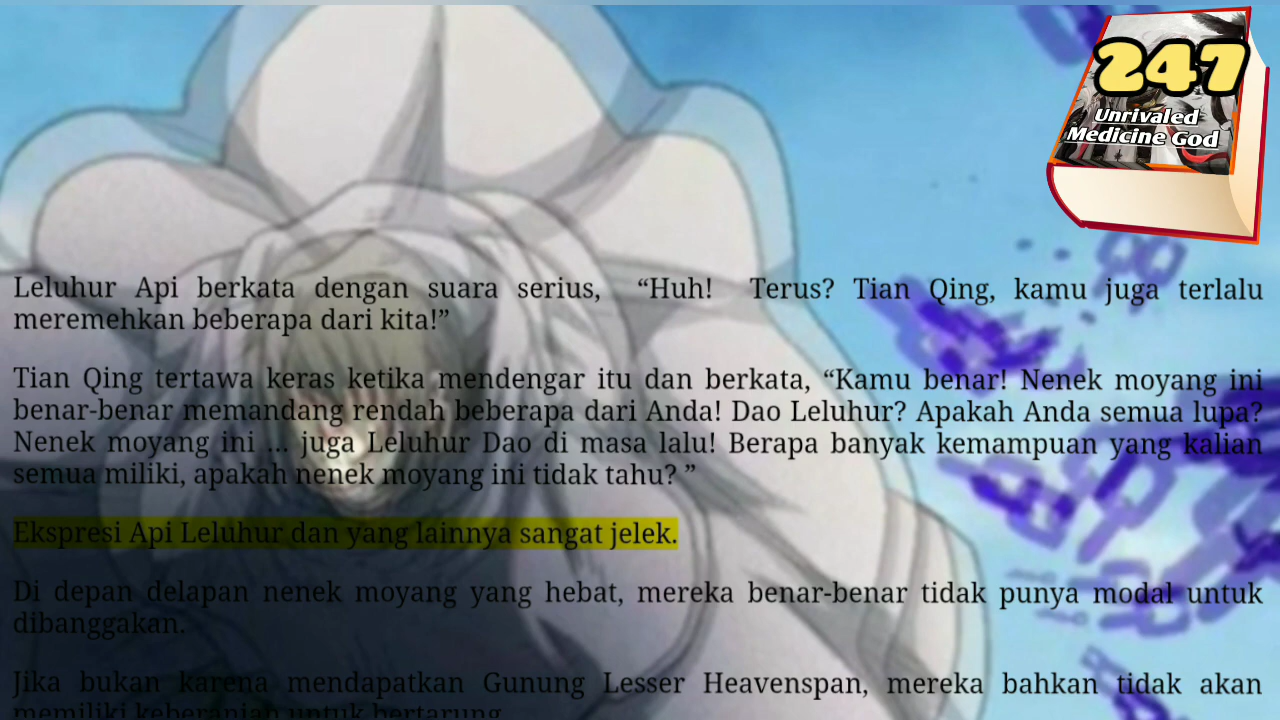 247
Unrivaled
Medicine God
Leluhur Api berkata dengan suara serius, “Huh! Terus? Tian Qing, kamu juga terlalu
meremehkan beberapa dari kita!”
Tian Qing tertawa keras ketika mendengar itu dan berkata, “Kamu benar! Nenek moyang ini
benar-benar memandang rendah beberapa dari Anda! Dao Leluhur? Apakah Anda semua lupa?
Nenek moyang ini ... juga Leluhur Dao di masa lalu! Berapa banyak kemampuan yang kalian
semua miliki, apakah nenek moyang ini tidak tahu? ”
Ekspresi Api Leluhur dan yang lainnya sangat jelek.
Di depan delapan nenek moyang yang hebat, mereka benar-benar tidak punya modal untuk
dibanggakan.
Jika bukan karena mendapatkan Gunung Lesser Heavenspan, mereka bahkan tidak akan
memiliki keberanian untuk bertarung.